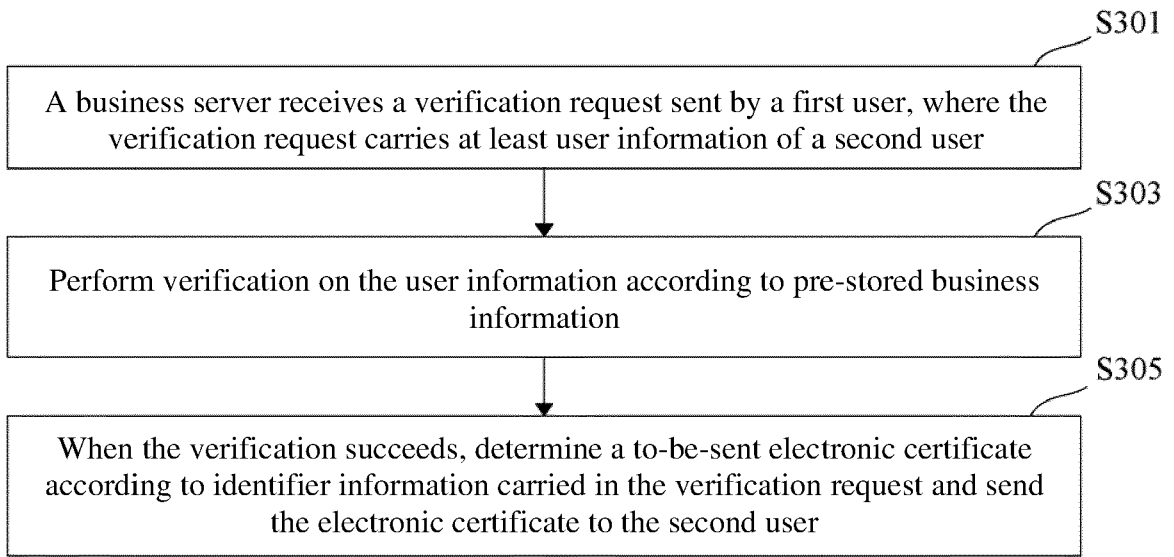 S301
A business server receives a verification request sent by a first user, where the
verification request carries at least user information of a second user
S303
Perform verification on the user information according to pre-stored business
information
S305
When the verification succeeds, determine a to-be-sent electronic certificate
according to identifier information carried in the verification request and send
the electronic certificate to the second user